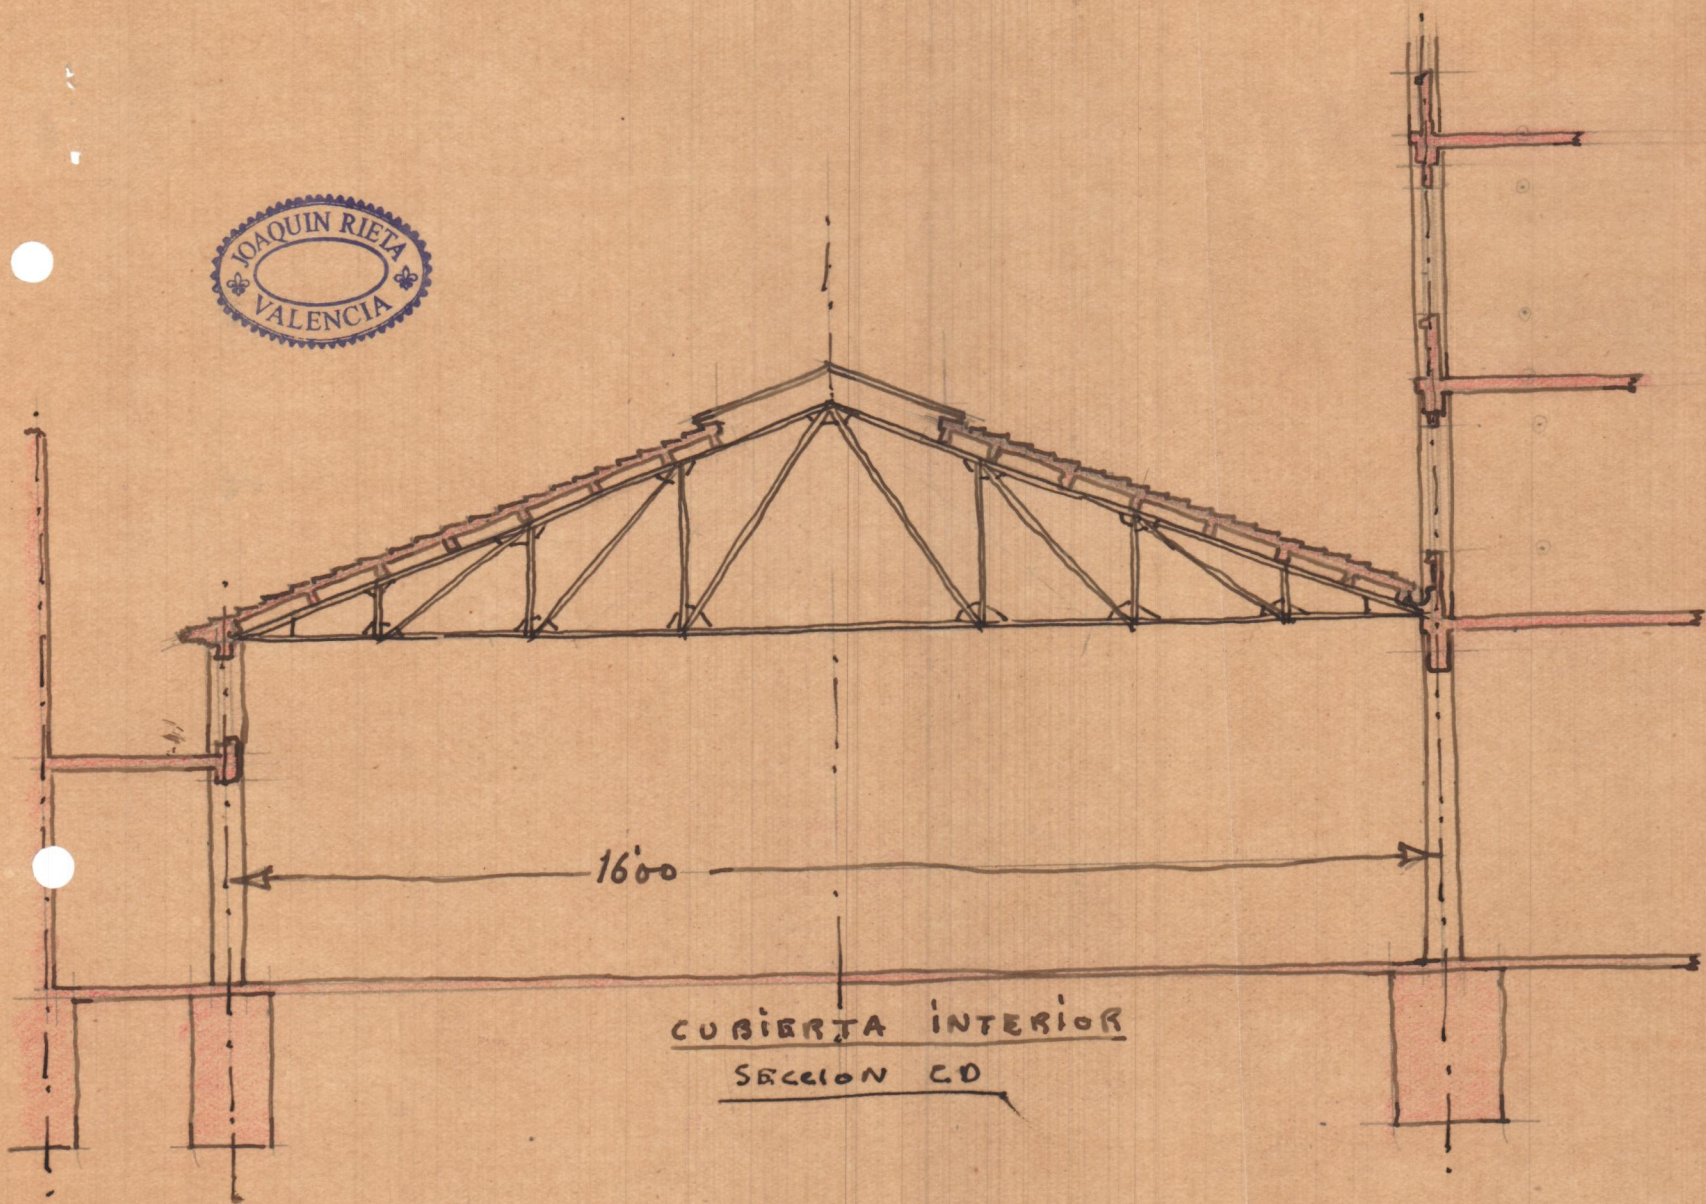 JOAQUIN RIETA
VALENCIA
16'00
CUBIERTA INTERIOR
SECCION CD